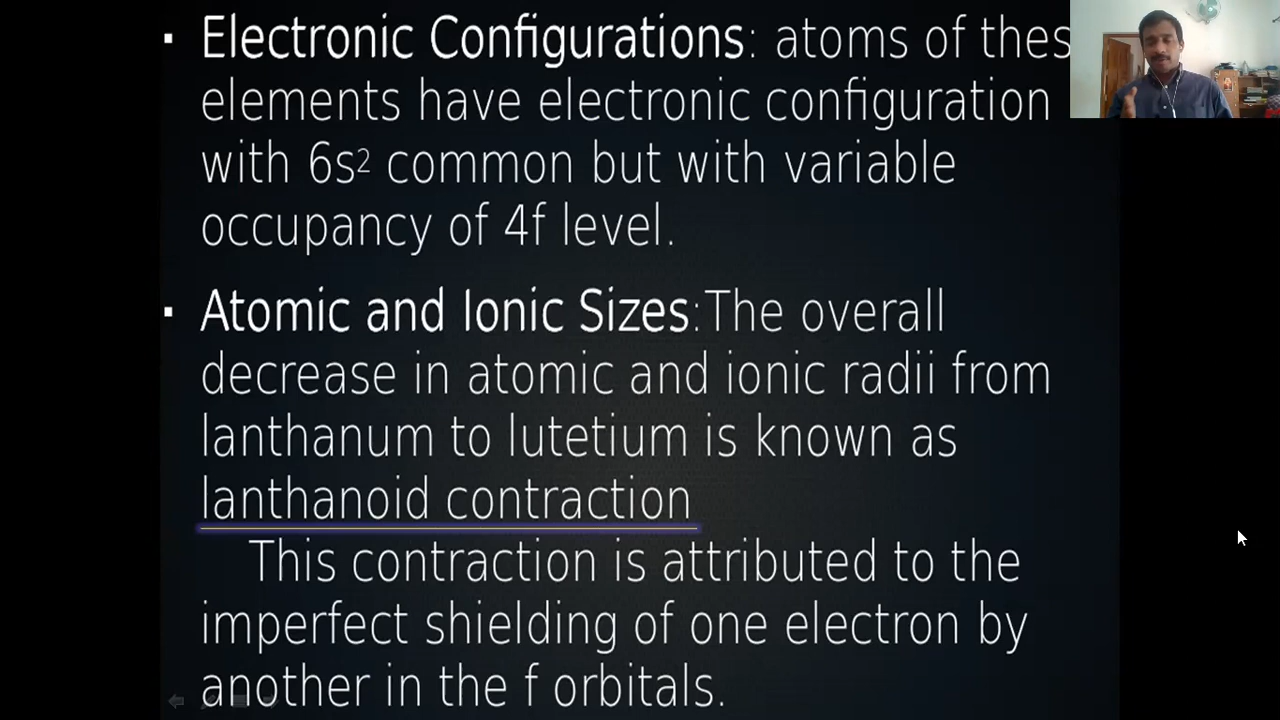 ▪ Electronic Configurations: atoms of thes
elements have electronic configuration
with 6s² common but with variable
occupancy of 4f level.
▪ Atomic and Ionic Sizes:The overall
decrease in atomic and ionic radii from
lanthanum to lutetium is known as
lanthanoid contraction
This contraction is attributed to the
imperfect shielding of one electron by
another in the f orbitals.